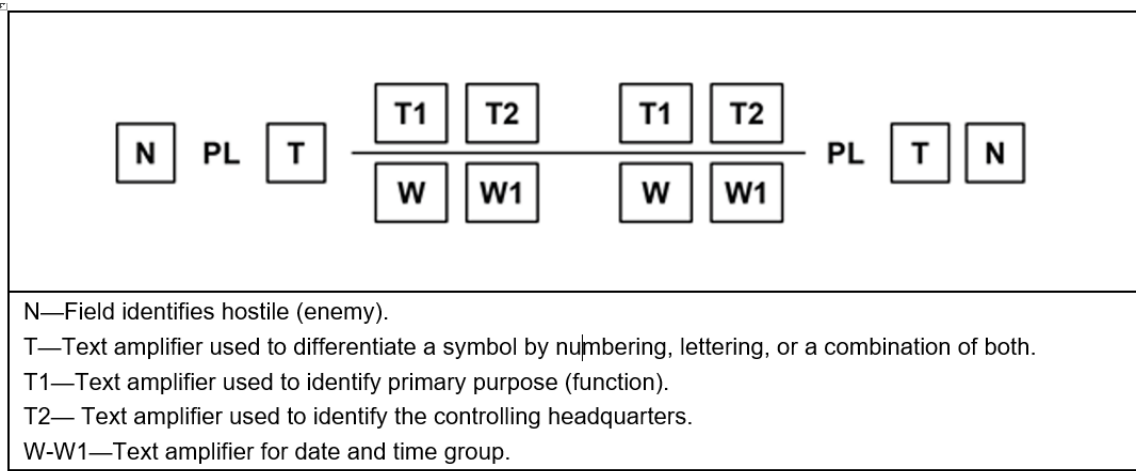 T1 T2 T1 T2
N PL T PL T N
W W1 W W1
N—Field identifies hostile (enemy).
T—Text amplifier used to differentiate a symbol by numbering, lettering, or a combination of both.
T1—Text amplifier used to identify primary purpose (function).
T2— Text amplifier used to identify the controlling headquarters.
W-W1—Text amplifier for date and time group.